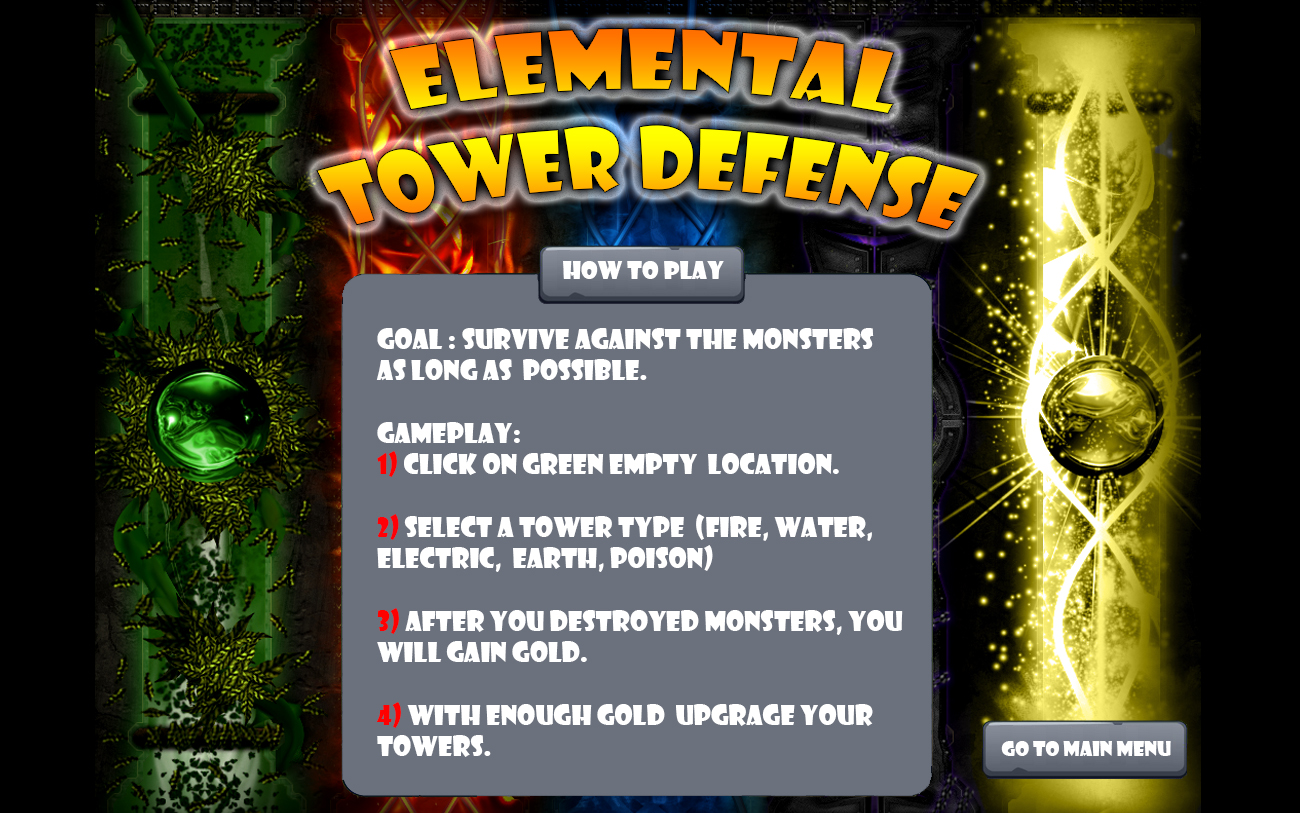 ELEMENTAL
TOWER DEFENSE
HOW TO PLAY
GOAL : SURVIVE AGAINST THE MONSTERS
AS LONG AS POSSIBLE.
GAMEPLAY:
1) CLICK ON GREEN EMPTY LOCATION.
2) SELECT A TOWER TYPE (FIRE, WATER,
ELECTRIC, EARTH, POISON)
3) AFTER YOU DESTROYED MONSTERS, YOU
WILL GAIN GOLD.
4) WITH ENOUGH GOLD UPGRAGE YOUR
TOWERS.
GO TO MAIN MENU